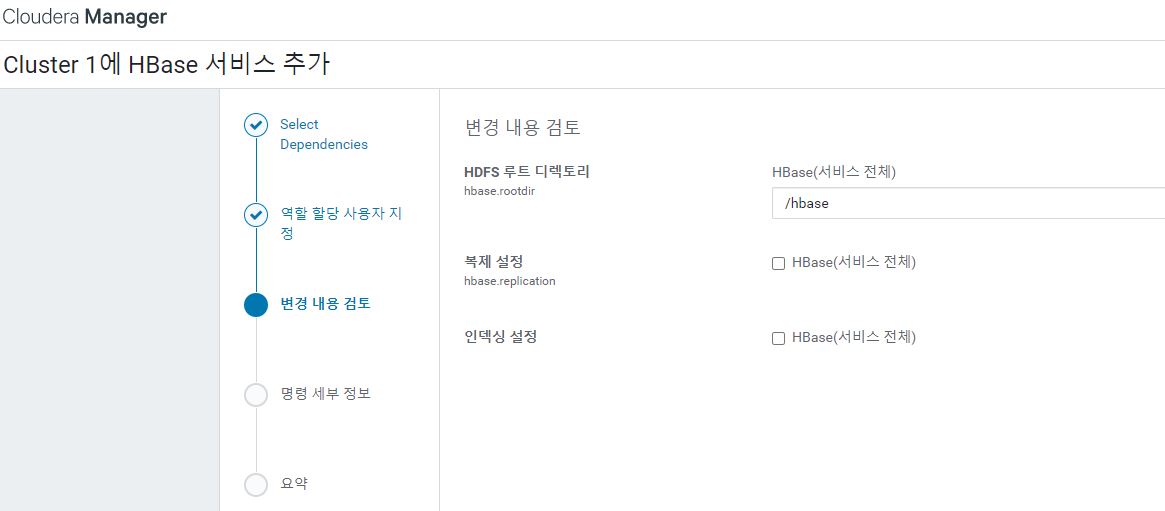 Cloudera Manager
Cluster 1에 HBase 서비스 추가
Select
Dependencies
역할 할당 사용자 지
정
변경 내용 검토
명령 세부 정보
요약
변경 내용 검토
HDFS 루트 디렉토리
hbase.rootdir
HBase(서비스 전체)
/hbase
복제 설정
hbase.replication
HBase(서비스 전체)
인덱싱 설정
HBase(서비스 전체)